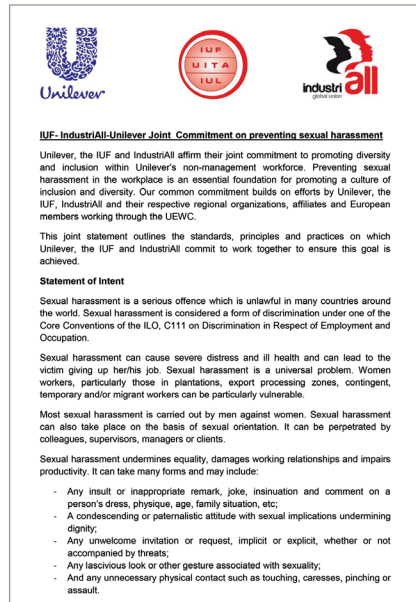 Unilever
IUF
UITA
IUL
industriall
global union
IUF- IndustriAll-Unilever Joint Commitment on preventing sexual harassment
Unilever, the IUF and IndustriAll affirm their joint commitment to promoting diversity
and inclusion within Unilever's non-management workforce. Preventing sexual
harassment in the workplace is an essential foundation for promoting a culture of
inclusion and diversity. Our common commitment builds on efforts by Unilever, the
IUF, IndustriAll and their respective regional organizations, affiliates and European
members working through the UEWC.
This joint statement outlines the standards, principles and practices on which
Unilever, the IUF and IndustriAll commit to work together to ensure this goal is
achieved.
Statement of Intent
Sexual harassment is a serious offence which is unlawful in many countries around
the world. Sexual harassment is considered a form of discrimination under one of the
Core Conventions of the ILO, C111 on Discrimination in Respect of Employment and
Occupation.
Sexual harassment can cause severe distress and ill health and can lead to the
victim giving up her/his job. Sexual harassment is a universal problem. Women
workers, particularly those in plantations, export processing zones, contingent,
temporary and/or migrant workers can be particularly vulnerable.
Most sexual harassment is carried out by men against women. Sexual harassment
can also take place on the basis of sexual orientation. It can be perpetrated by
colleagues, supervisors, managers or clients.
Sexual harassment undermines equality, damages working relationships and impairs
productivity. It can take many forms and may include:
- Any insult or inappropriate remark, joke, insinuation and comment on a
person's dress, physique, age, family situation, etc;
- A condescending or paternalistic attitude with sexual implications undermining
dignity;
- Any unwelcome invitation or request, implicit or explicit, whether or not
accompanied by threats;
- Any lascivious look or other gesture associated with sexuality;
- And any unnecessary physical contact such as touching, caresses, pinching or
assault.